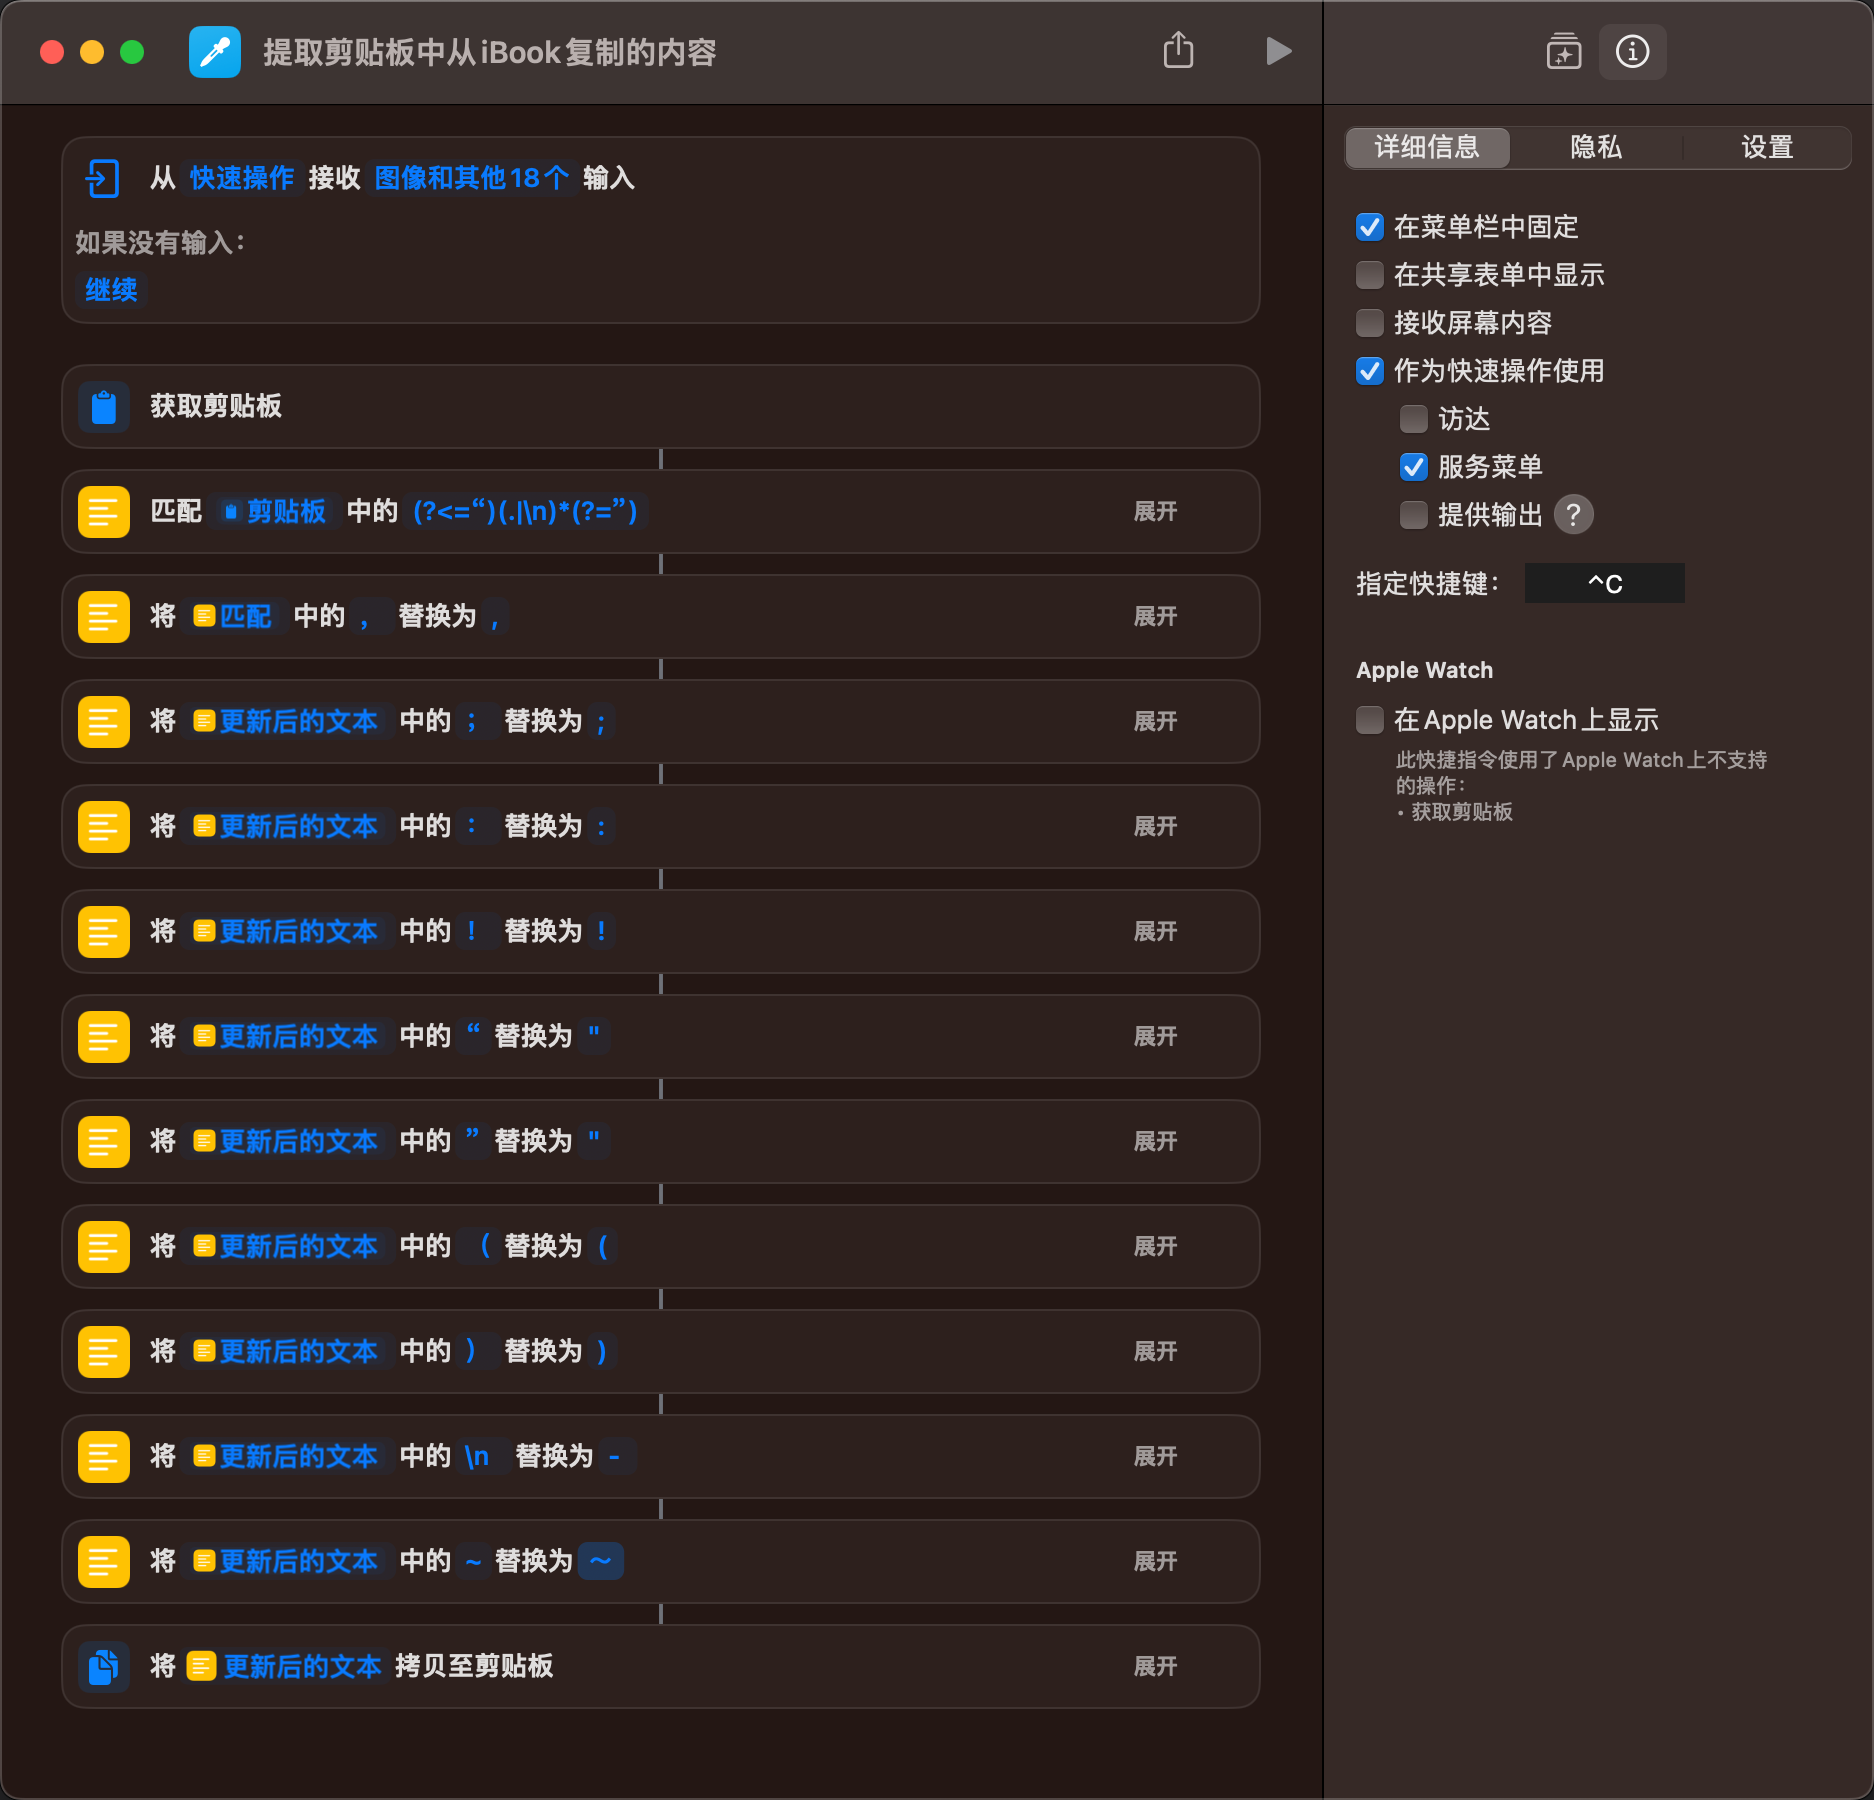 提取剪贴板中从iBook复制的内容
从 快速操作 接收 图像和其他18个 输入
如果没有输入：
继续
获取剪贴板
匹配 剪贴板 中的 (?<=“)(.|\n)*(?=”) 展开
将 匹配 中的 ， 替换为 , 展开
将 更新后的文本 中的 ； 替换为 ; 展开
将 更新后的文本 中的 ： 替换为 : 展开
将 更新后的文本 中的 ！ 替换为 ! 展开
将 更新后的文本 中的 “ 替换为 " 展开
将 更新后的文本 中的 ” 替换为 " 展开
将 更新后的文本 中的 （ 替换为 ( 展开
将 更新后的文本 中的 ） 替换为 ) 展开
将 更新后的文本 中的 \n 替换为 - 展开
将 更新后的文本 中的 ~ 替换为 ～ 展开
将 更新后的文本 拷贝至剪贴板 展开
详细信息 隐私 设置
在菜单栏中固定
在共享表单中显示
接收屏幕内容
作为快速操作使用
访达
服务菜单
提供输出 ?
指定快捷键： ^C
Apple Watch
在Apple Watch上显示
此快捷指令使用了Apple Watch上不支持
的操作：
• 获取剪贴板